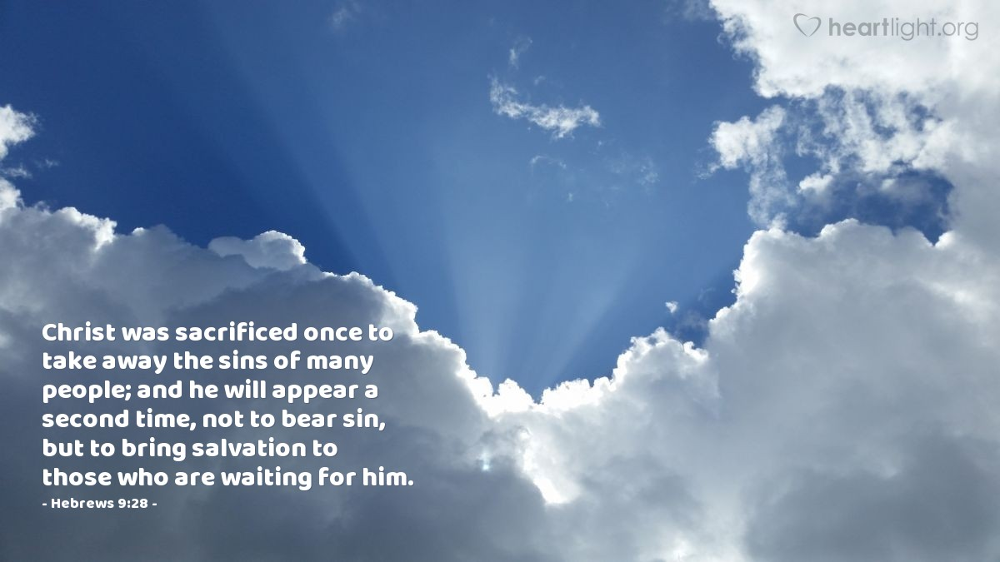 heartlight.org
Christ was sacrificed once to
take away the sins of many
people; and he will appear a
second time, not to bear sin,
but to bring salvation to
those who are waiting for him.
- Hebrews 9:28 -